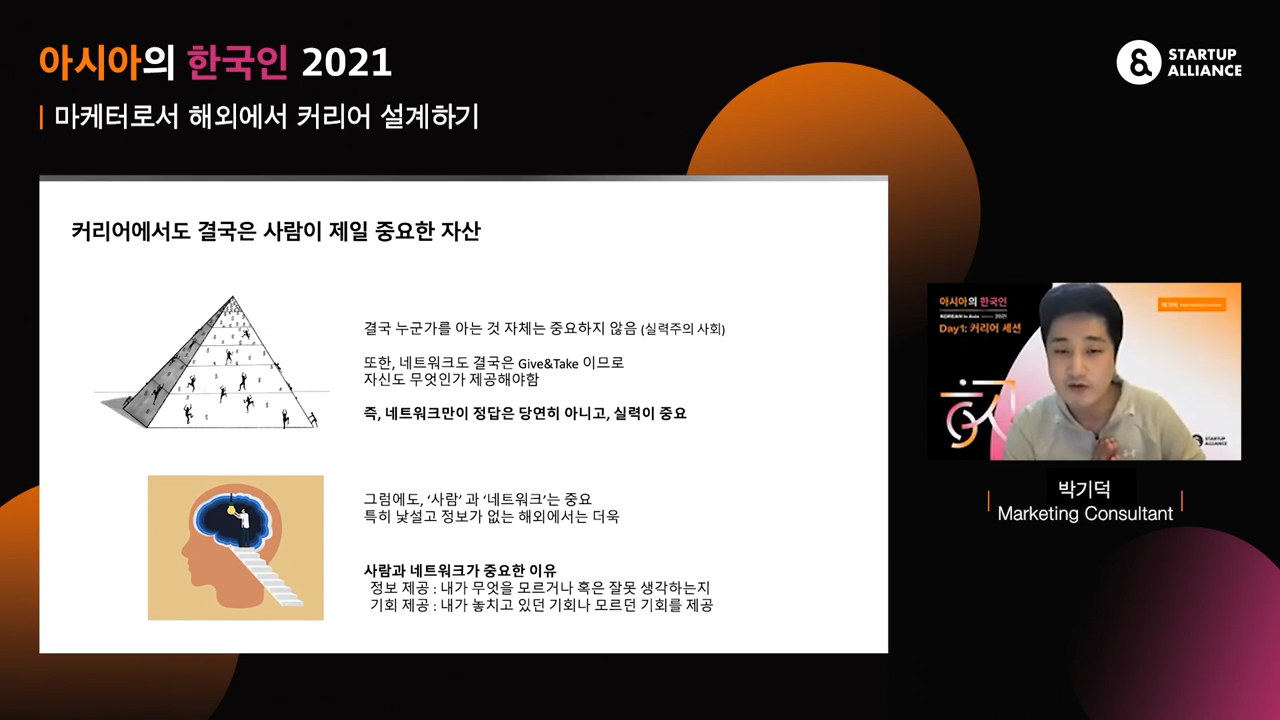 아시아의 한국인 2021
마케터로서 해외에서 커리어 설계하기
STARTUP
ALLIANCE
커리어에서도 결국은 사람이 제일 중요한 자산
결국 누군가를 아는 것 자체는 중요하지 않음 (실력주의 사회)
또한, 네트워크도 결국은 Give&Take 이므로
자신도 무엇인가 제공해야함
즉, 네트워크만이 정답은 당연히 아니고, 실력이 중요
그럼에도, ‘사람’ 과 ‘네트워크’는 중요
특히 낯설고 정보가 없는 해외에서는 더욱
사람과 네트워크가 중요한 이유
정보 제공 : 내가 무엇을 모르거나 혹은 잘못 생각하는지
기회 제공 : 내가 놓치고 있던 기회나 모르던 기회를 제공
아시아의 한국인
KOREAN in Asia 2021
Day1: 커리어 세션
박기덕
STARTUP
ALLIANCE
박기덕
Marketing Consultant